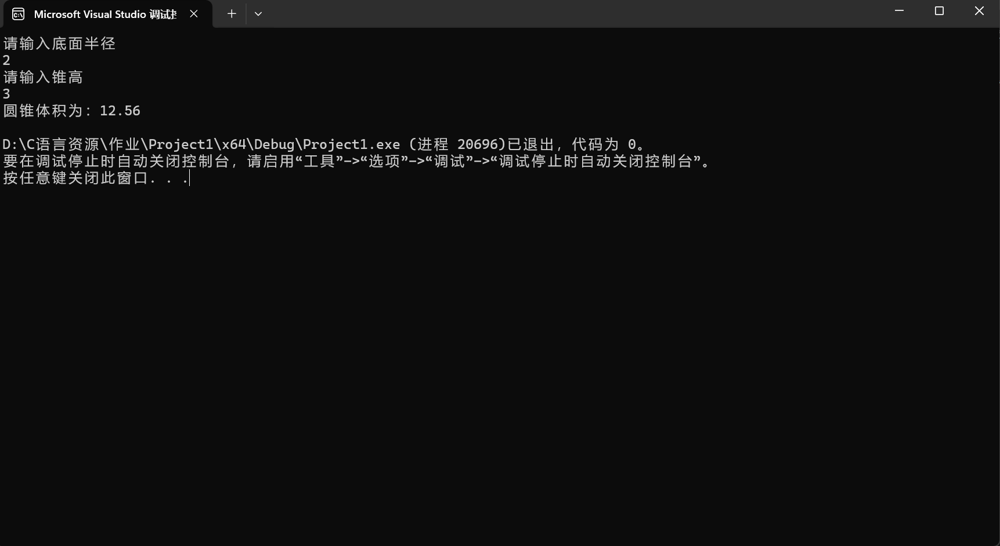 Microsoft Visual Studio 调试
请输入底面半径
2
请输入锥高
3
圆锥体积为：12.56
D:\C语言资源\作业\Project1\x64\Debug\Project1.exe (进程 20696)已退出，代码为 0。
要在调试停止时自动关闭控制台，请启用“工具”->“选项”->“调试”->“调试停止时自动关闭控制台”。
按任意键关闭此窗口. . .